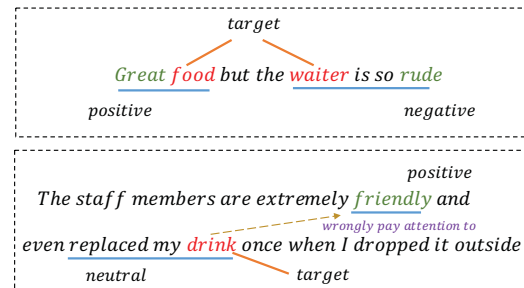 target
Great food but the waiter is so rude
positive negative
positive
The staff members are extremely friendly and
wrongly pay attention to
even replaced my drink once when I dropped it outside
neutral target